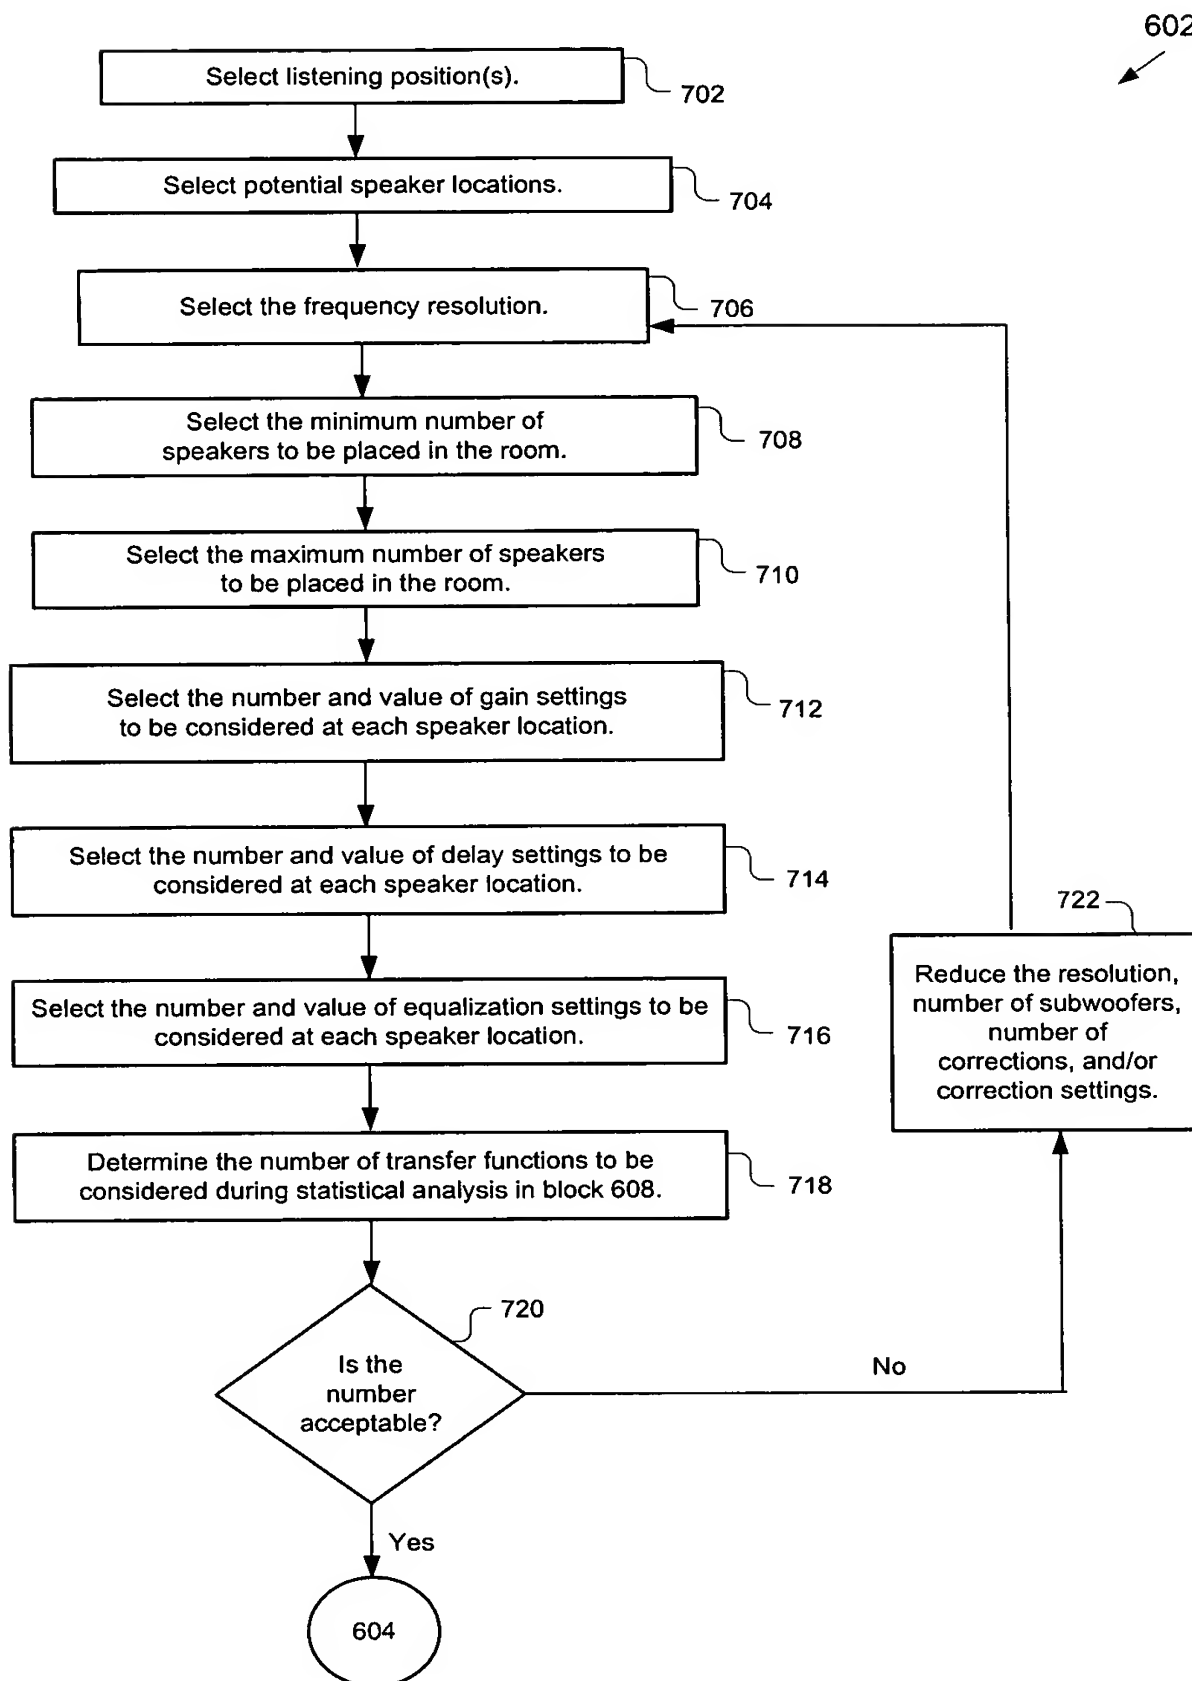 602
Select listening position(s).
702
Select potential speaker locations.
704
Select the frequency resolution.
706
Select the minimum number of
speakers to be placed in the room.
708
Select the maximum number of speakers
to be placed in the room.
710
Select the number and value of gain settings
to be considered at each speaker location.
712
Select the number and value of delay settings to be
considered at each speaker location.
714
722
Reduce the resolution,
number of subwoofers,
number of
corrections, and/or
correction settings.
Select the number and value of equalization settings to be
considered at each speaker location.
716
Determine the number of transfer functions to be
considered during statistical analysis in block 608.
718
720
Is the
number
acceptable?
No
Yes
604